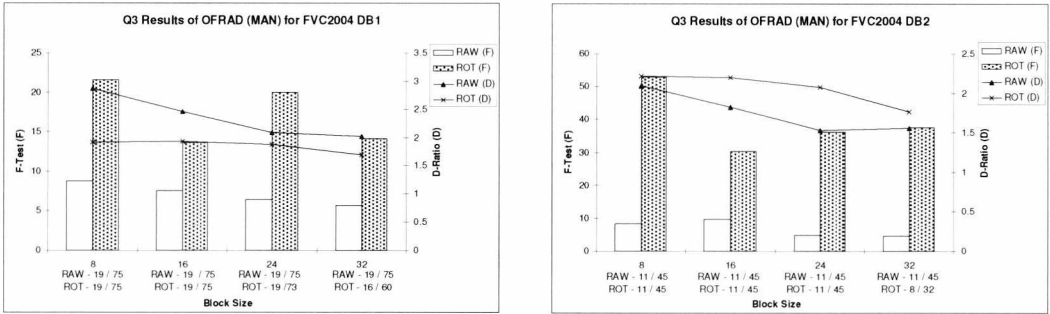 Q3 Results of OFRAD (MAN) for FVC2004 DB1
F-Test (F)
25
20
15
10
5
0
3.5
3
2.5
2
1.5
1
0.5
0
D-Ratio (D)
RAW (F)
ROT (F)
RAW (D)
ROT (D)
8 16 24 32
RAW - 19 / 75 RAW - 19 / 75 RAW - 19 / 75 RAW - 19 / 75
ROT - 19 / 75 ROT - 19 / 75 ROT - 19 /73 ROT - 16 / 60
Block Size
Q3 Results of OFRAD (MAN) for FVC2004 DB2
F-Test (F)
60
50
40
30
20
10
0
2.5
2
1.5
1
0.5
0
D-Ratio (D)
RAW (F)
ROT (F)
RAW (D)
ROT (D)
8 16 24 32
RAW - 11 / 45 RAW - 11 / 45 RAW - 11 / 45 RAW - 11 / 45
ROT - 11 / 45 ROT - 11 / 45 ROT - 11 / 45 ROT - 8 / 32
Block Size